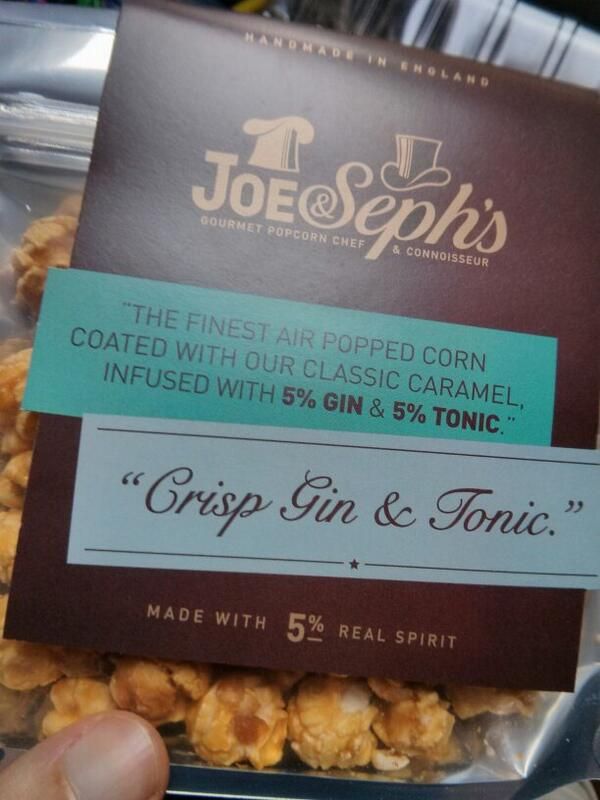 HANDMADE IN ENGLAND
JOE & Seph's
GOURMET POPCORN CHEF & CONNOISSEUR
"THE FINEST AIR POPPED CORN
COATED WITH OUR CLASSIC CARAMEL,
INFUSED WITH 5% GIN & 5% TONIC."
"Crisp Gin & Tonic."
MADE WITH 5% REAL SPIRIT